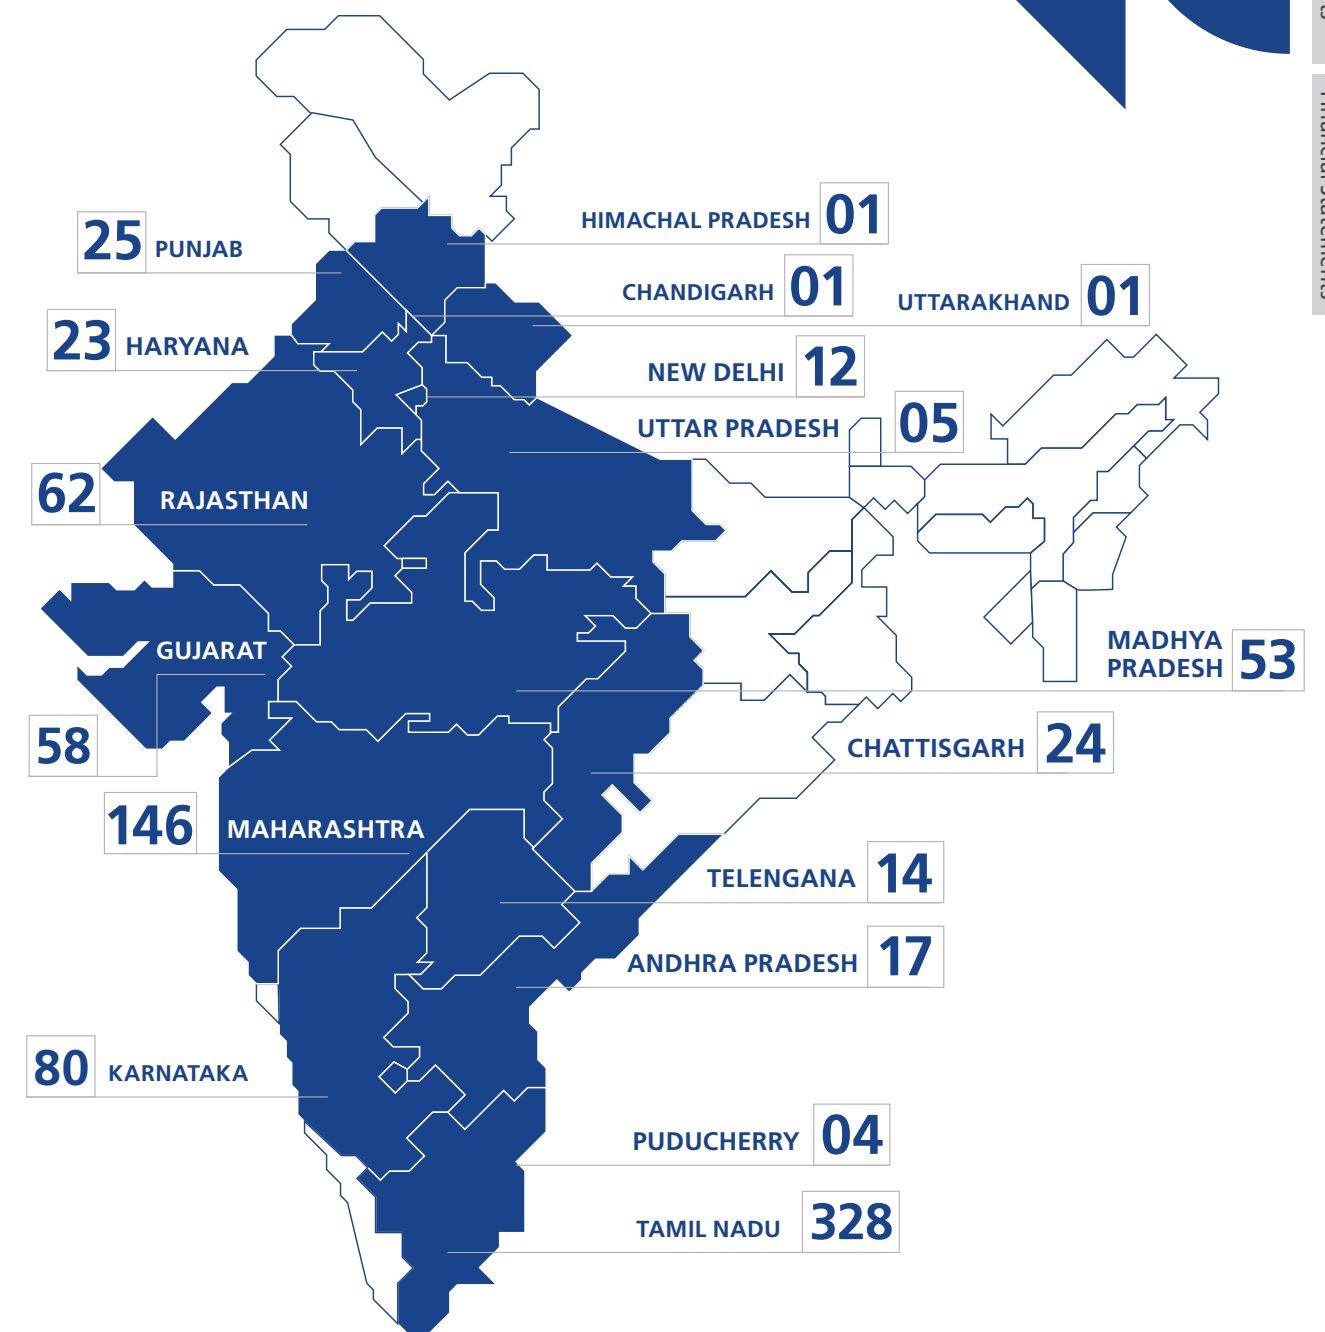 Financial statements
HIMACHAL PRADESH 01
25 PUNJAB
CHANDIGARH 01
UTTARAKHAND 01
23 HARYANA
NEW DELHI 12
UTTAR PRADESH 05
62 RAJASTHAN
GUJARAT
58
MADHYA
PRADESH 53
CHATTISGARH 24
146 MAHARASHTRA
TELENGANA 14
ANDHRA PRADESH 17
80 KARNATAKA
PUDUCHERRY 04
TAMIL NADU 328